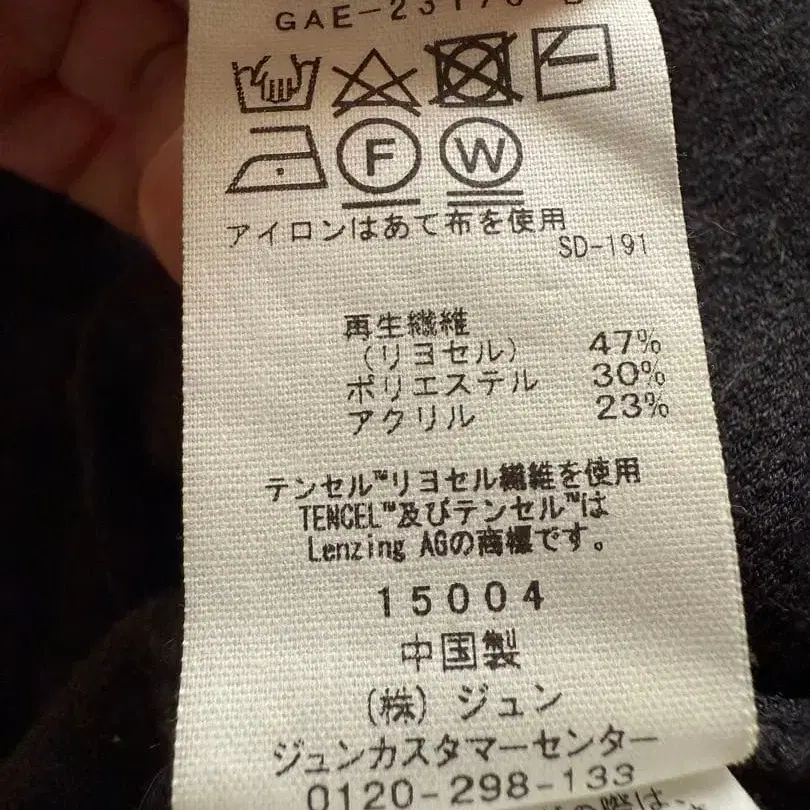 F W
アイロンはあて布を使用
SD-191
再生繊維
(リヨセル) 47%
ポリエステル 30%
アクリル 23%
テンセル™リヨセル繊維を使用
TENCEL™及びテンセル™は
Lenzing AGの商標です。
15004
中国製
(株) ジュン
ジュンカスタマーセンター
0120-298-133